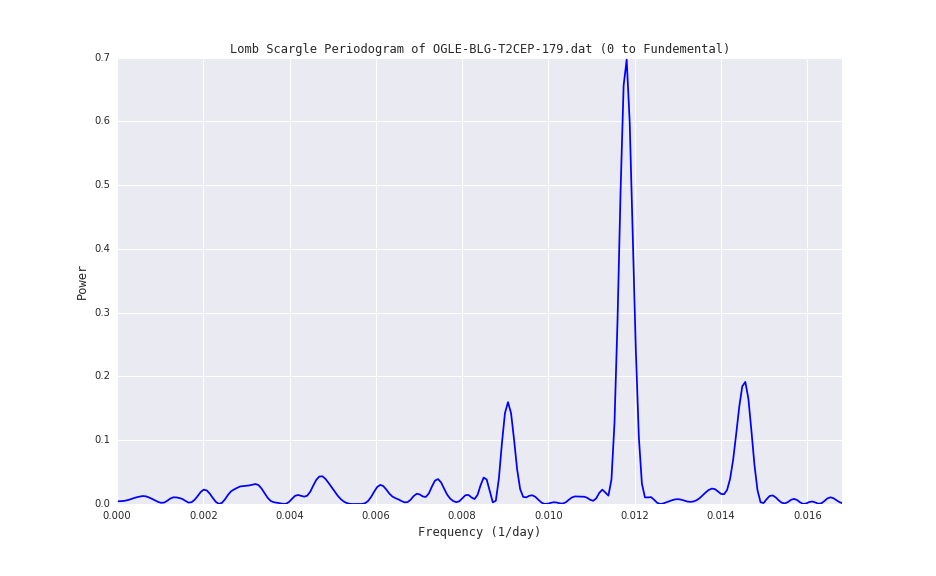 Lomb Scargle Periodogram of OGLE-BLG-T2CEP-179.dat (0 to Fundemental)
0.7
0.6
0.5
0.4
0.3
0.2
0.1
0.0
Power
0.000 0.002 0.004 0.006 0.008 0.010 0.012 0.014 0.016
Frequency (1/day)